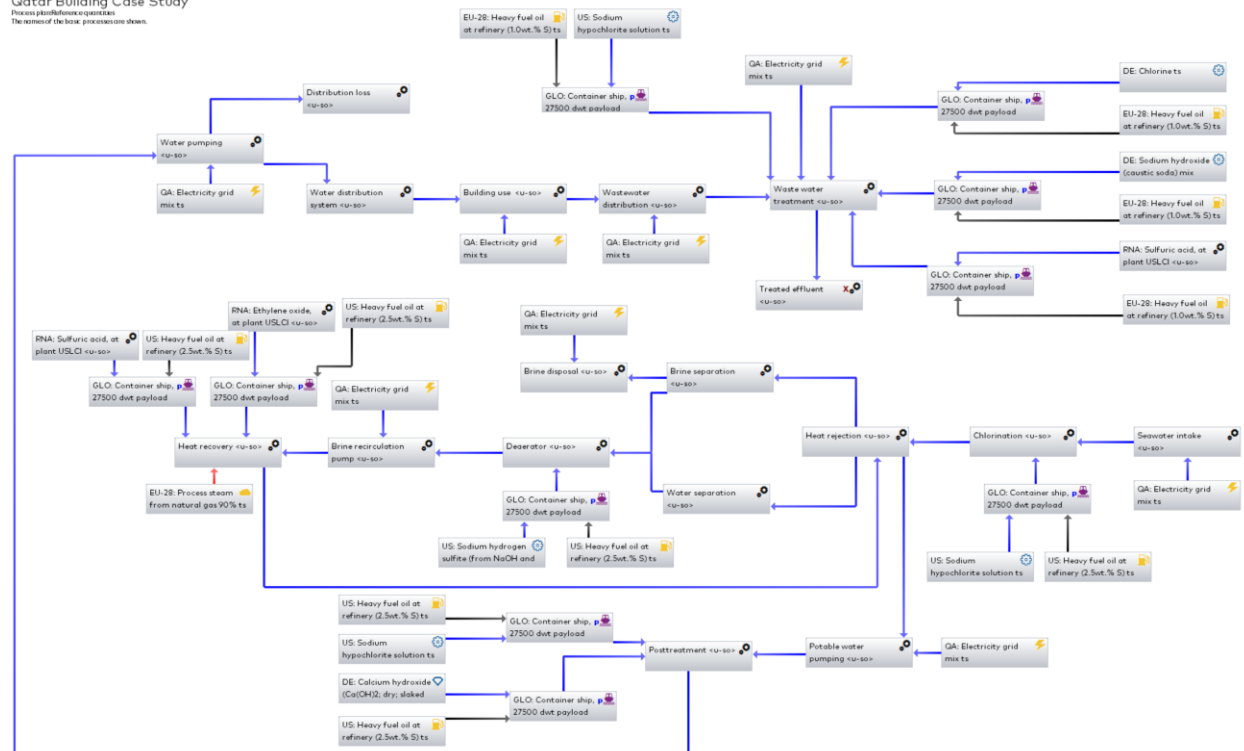 Qatar Building Case Study
Process plan:Reference quantities
The names of the basic processes are shown.
EU-28: Heavy fuel oil
at refinery (1.0wt.% S) ts
US: Sodium
hypochlorite solution ts
GLO: Container ship,
27500 dwt payload
QA: Electricity grid
mix ts
DE: Chlorine ts
GLO: Container ship,
27500 dwt payload
EU-28: Heavy fuel oil
at refinery (1.0wt.% S) ts
Distribution loss
<u-so>
Water pumping
<u-so>
QA: Electricity grid
mix ts
Water distribution
system <u-so>
Building use <u-so>
Wastewater
distribution <u-so>
Waste water
treatment <u-so>
QA: Electricity grid
mix ts
QA: Electricity grid
mix ts
DE: Sodium hydroxide
(caustic soda) mix
GLO: Container ship,
27500 dwt payload
EU-28: Heavy fuel oil
at refinery (1.0wt.% S) ts
RNA: Sulfuric acid, at
plant USLCI <u-so>
GLO: Container ship,
27500 dwt payload
EU-28: Heavy fuel oil
at refinery (1.0wt.% S) ts
Treated effluent
<u-so>
RNA: Sulfuric acid, at
plant USLCI <u-so>
US: Heavy fuel oil at
refinery (2.5wt.% S) ts
RNA: Ethylene oxide,
at plant USLCI <u-so>
US: Heavy fuel oil at
refinery (2.5wt.% S) ts
GLO: Container ship,
27500 dwt payload
GLO: Container ship,
27500 dwt payload
QA: Electricity grid
mix ts
QA: Electricity grid
mix ts
Brine disposal <u-so>
Brine separation
<u-so>
Heat recovery <u-so>
Brine recirculation
pump <u-so>
Deaerator <u-so>
Heat rejection <u-so>
Chlorination <u-so>
Seawater intake
<u-so>
EU-28: Process steam
from natural gas 90% ts
GLO: Container ship,
27500 dwt payload
Water separation
<u-so>
GLO: Container ship,
27500 dwt payload
QA: Electricity grid
mix ts
US: Sodium hydrogen
sulfite (from NaOH and
US: Heavy fuel oil at
refinery (2.5wt.% S) ts
US: Sodium
hypochlorite solution ts
US: Heavy fuel oil at
refinery (2.5wt.% S) ts
US: Heavy fuel oil at
refinery (2.5wt.% S) ts
US: Sodium
hypochlorite solution ts
GLO: Container ship,
27500 dwt payload
Posttreatment <u-so>
Potable water
pumping <u-so>
QA: Electricity grid
mix ts
DE: Calcium hydroxide
(Ca(OH)2; dry; slaked
GLO: Container ship,
27500 dwt payload
US: Heavy fuel oil at
refinery (2.5wt.% S) ts